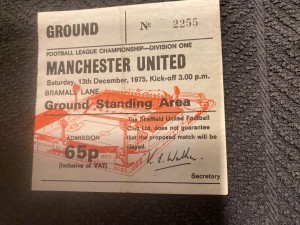 GROUND
No 2255
FOOTBALL LEAGUE CHAMPIONSHIP—DIVISION ONE
MANCHESTER UNITED
Saturday, 13th December, 1975. Kick-off 3.00 p.m.
BRAMALL LANE
Ground Standing Area
The Sheffield United Football
Club Ltd. does not guarantee
that the proposed match will be
played.
ADMISSION
65p
(inclusive of VAT)
Secretary